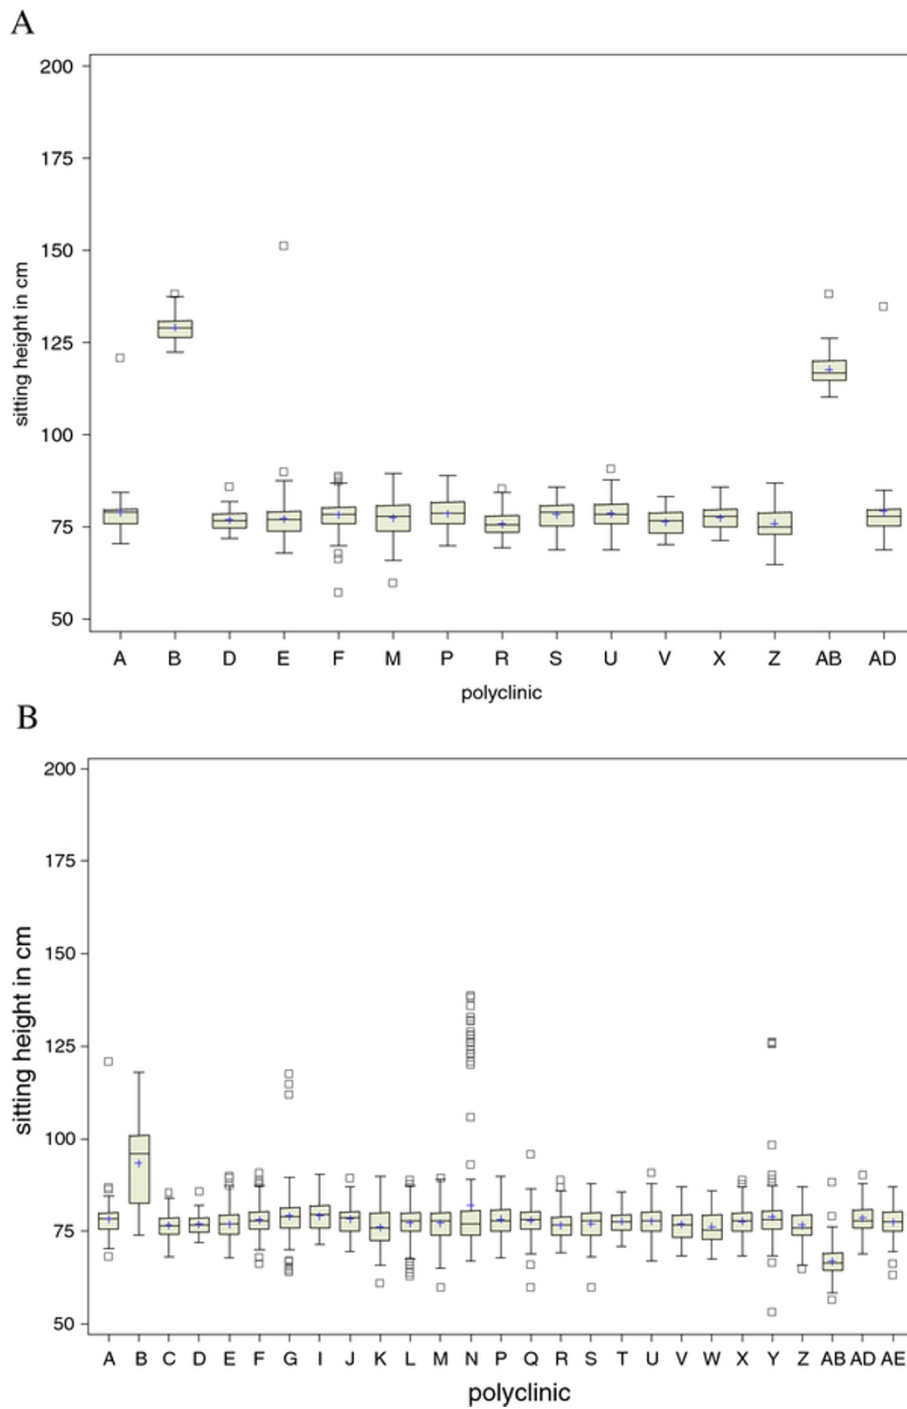 A
200
175
150
125
100
75
50
sitting height in cm
A B D E F M P R S U V X Z AB AD
polyclinic
B
200
175
150
125
100
75
50
sitting height in cm
A B C D E F G I J K L M N P Q R S T U V W X Y Z AB AD AE
polyclinic